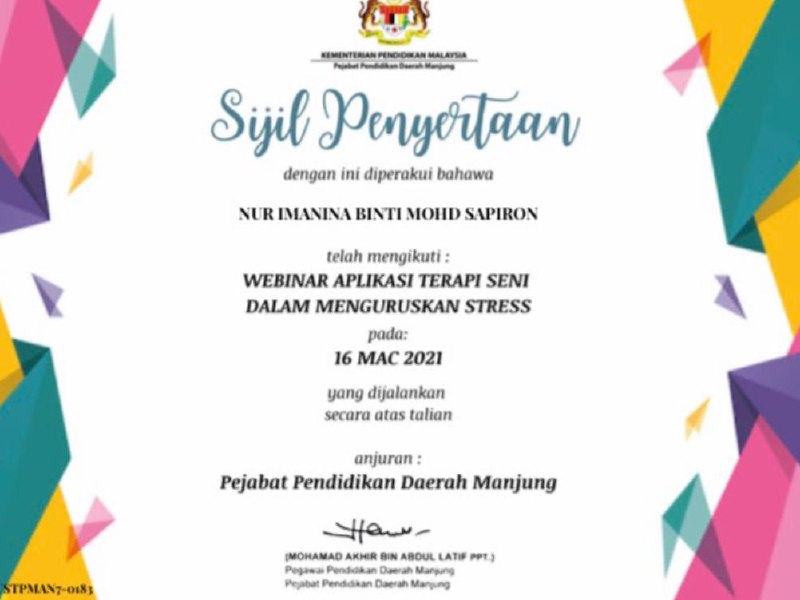 KEMENTERIAN PENDIDIKAN MALAYSIA
Pejabat Pendidikan Daerah Manjung
Sijil Penyertaan
dengan ini diperakui bahawa
NUR IMANINA BINTI MOHD SAPIRON
telah mengikuti :
WEBINAR APLIKASI TERAPI SENI
DALAM MENGURUSKAN STRESS
pada:
16 MAC 2021
yang dijalankan
secara atas talian
anjuran :
Pejabat Pendidikan Daerah Manjung
(MOHAMAD AKHIR BIN ABDUL LATIF PPT.)
Pegawai Pendidikan Daerah Manjung
Pejabat Pendidikan Daerah Manjung
STPMAN7-0183